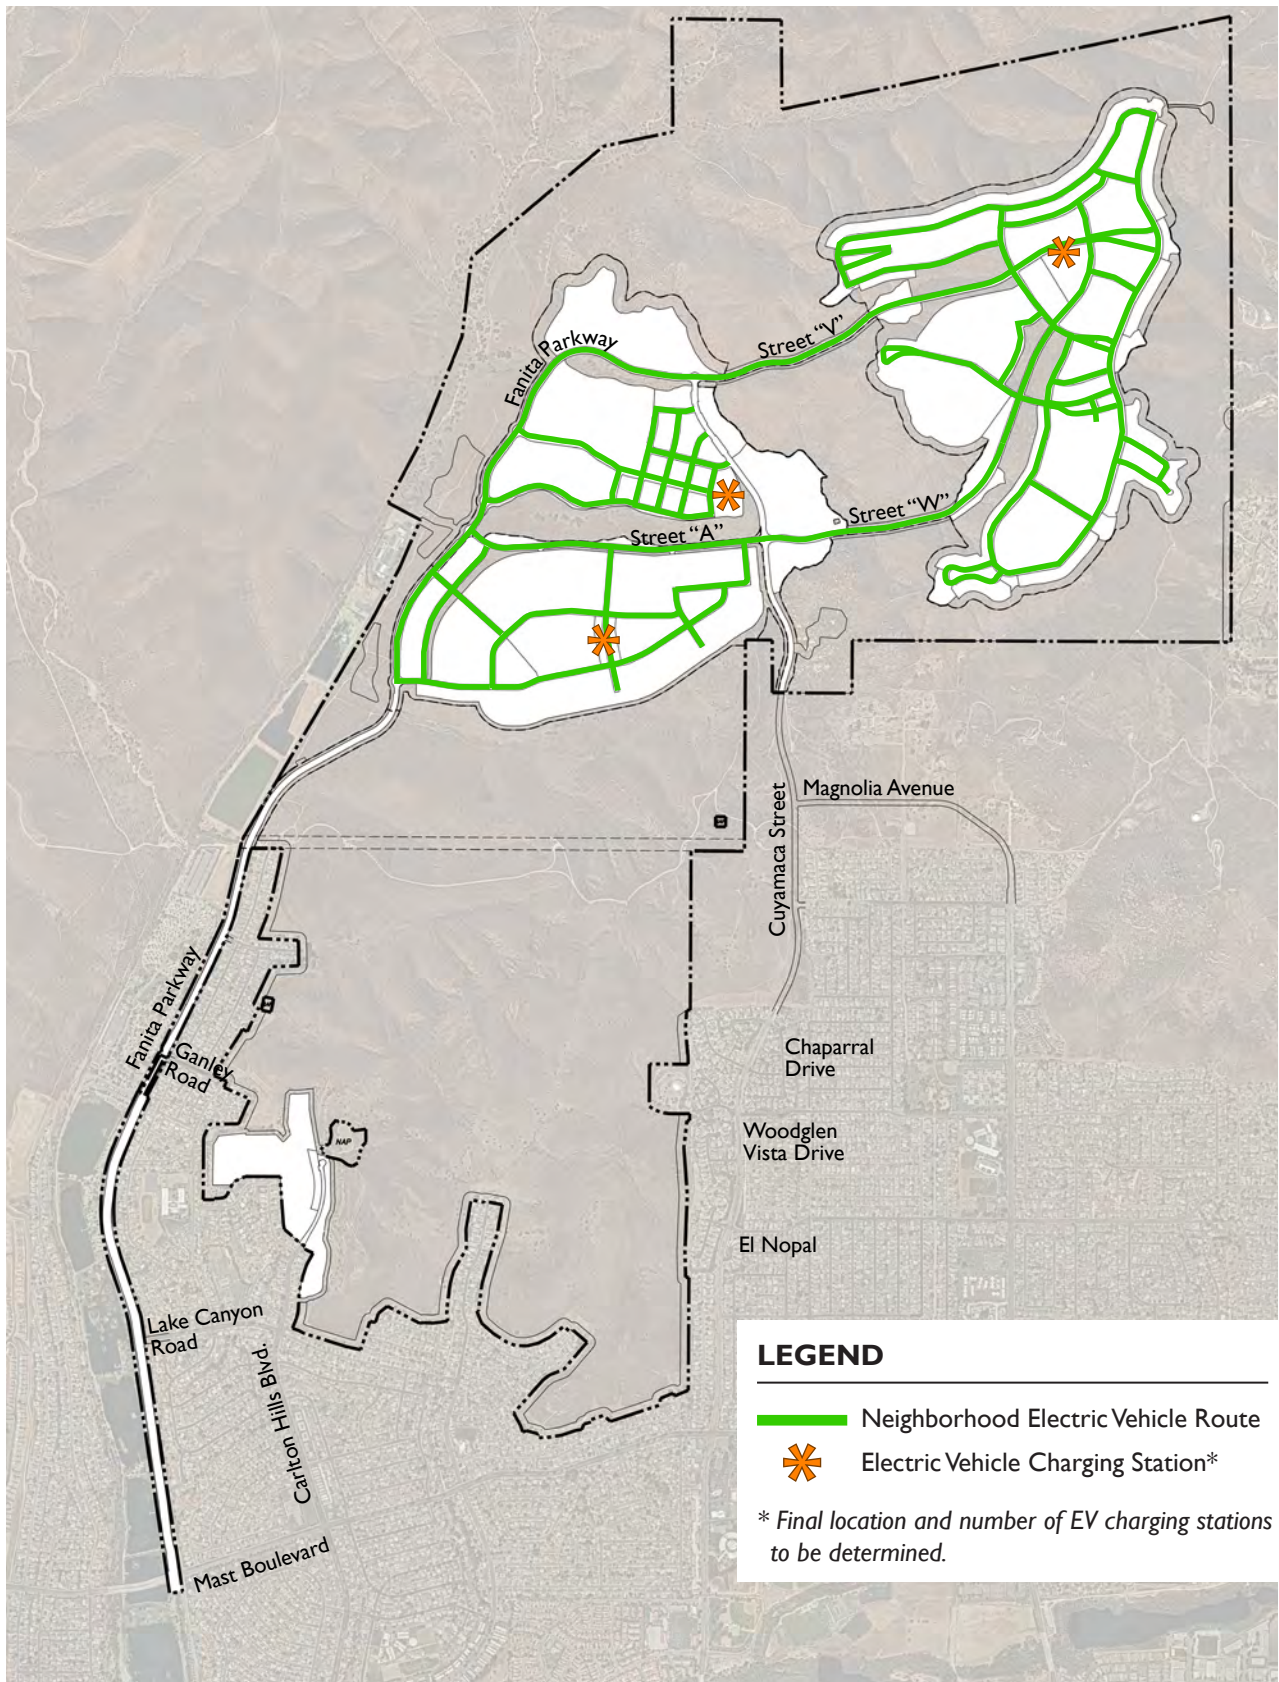 Fanita Parkway
Street “V”
Street “W”
Street “A”
Magnolia Avenue
Cuyamaca Street
Fanita Parkway
Ganley
Road
Chaparral
Drive
NAP
Woodglen
Vista Drive
El Nopal
Lake Canyon
Road
Carlton Hills Blvd.
Mast Boulevard
LEGEND
Neighborhood Electric Vehicle Route
Electric Vehicle Charging Station*
* Final location and number of EV charging stations
to be determined.